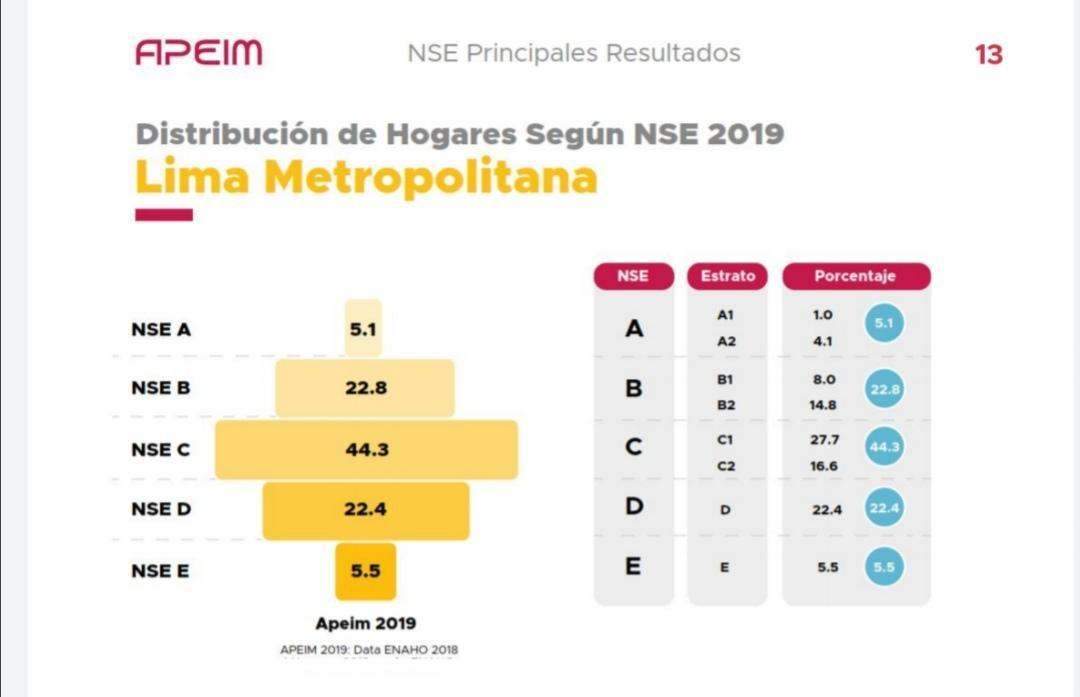 APEIM
NSE Principales Resultados
13
Distribución de Hogares Según NSE 2019
Lima Metropolitana
NSE A 5.1
NSE B 22.8
NSE C 44.3
NSE D 22.4
NSE E 5.5
Apeim 2019
APEIM 2019: Data ENAHO 2018
NSE Estrato Porcentaje
A A1 1.0 5.1
A2 4.1
B B1 8.0 22.8
B2 14.8
C C1 27.7 44.3
C2 16.6
D D 22.4 22.4
E E 5.5 5.5